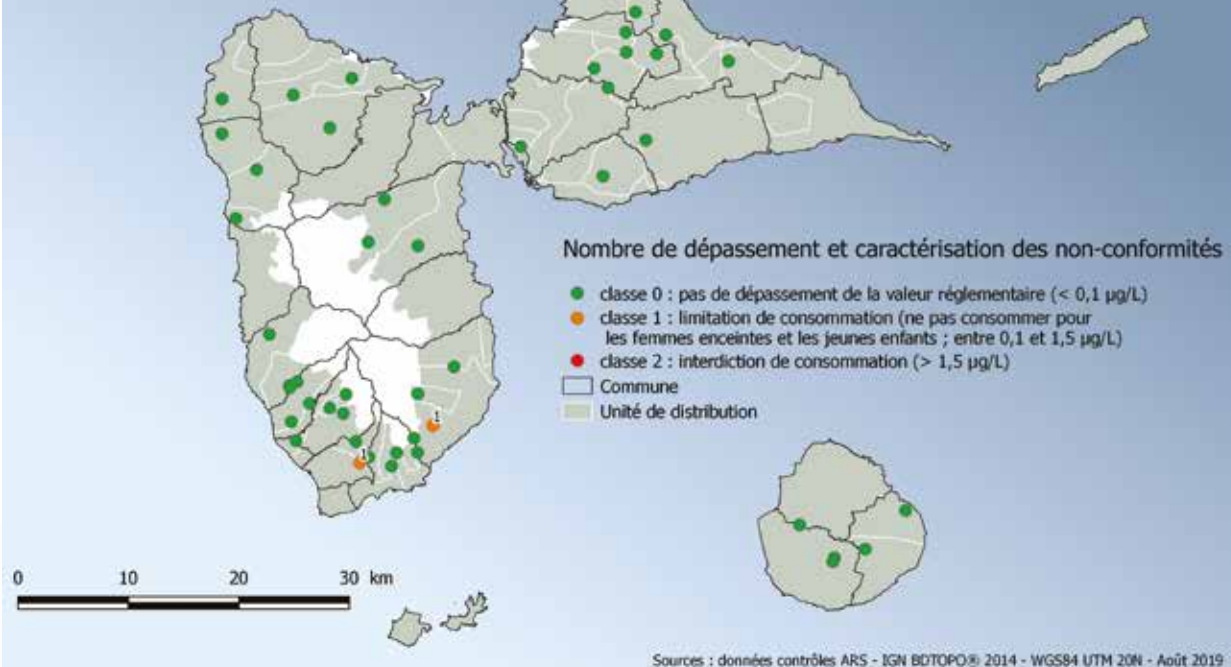 Nombre de dépassement et caractérisation des non-conformités
classe 0 : pas de dépassement de la valeur réglementaire (< 0,1 µg/L)
classe 1 : limitation de consommation (ne pas consommer pour
les femmes enceintes et les jeunes enfants ; entre 0,1 et 1,5 µg/L)
classe 2 : interdiction de consommation (> 1,5 µg/L)
Commune
Unité de distribution
1
1
0 10 20 30 km
Sources : données contrôles ARS - IGN BDTOPO® 2014 - WGS84 UTM 20N - Août 2019